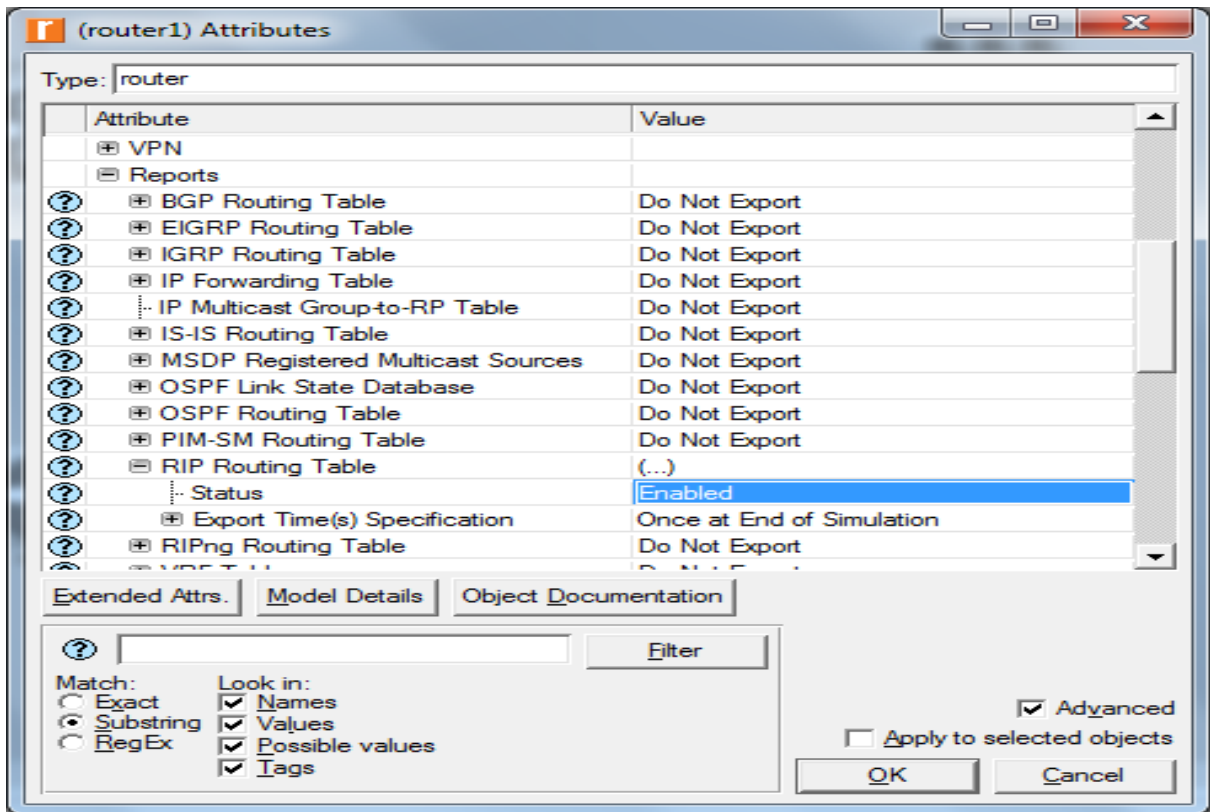 (router1) Attributes
Type: router
Attribute Value
VPN
Reports
BGP Routing Table Do Not Export
EIGRP Routing Table Do Not Export
IGRP Routing Table Do Not Export
IP Forwarding Table Do Not Export
IP Multicast Group-to-RP Table Do Not Export
IS-IS Routing Table Do Not Export
MSDP Registered Multicast Sources Do Not Export
OSPF Link State Database Do Not Export
OSPF Routing Table Do Not Export
PIM-SM Routing Table Do Not Export
RIP Routing Table (...)
Status Enabled
Export Time(s) Specification Once at End of Simulation
RIPng Routing Table Do Not Export
Extended Attrs. Model Details Object Documentation
Filter
Match: Look in:
Exact Names
Substring Values
RegEx Possible values
Tags
Advanced
Apply to selected objects
OK Cancel